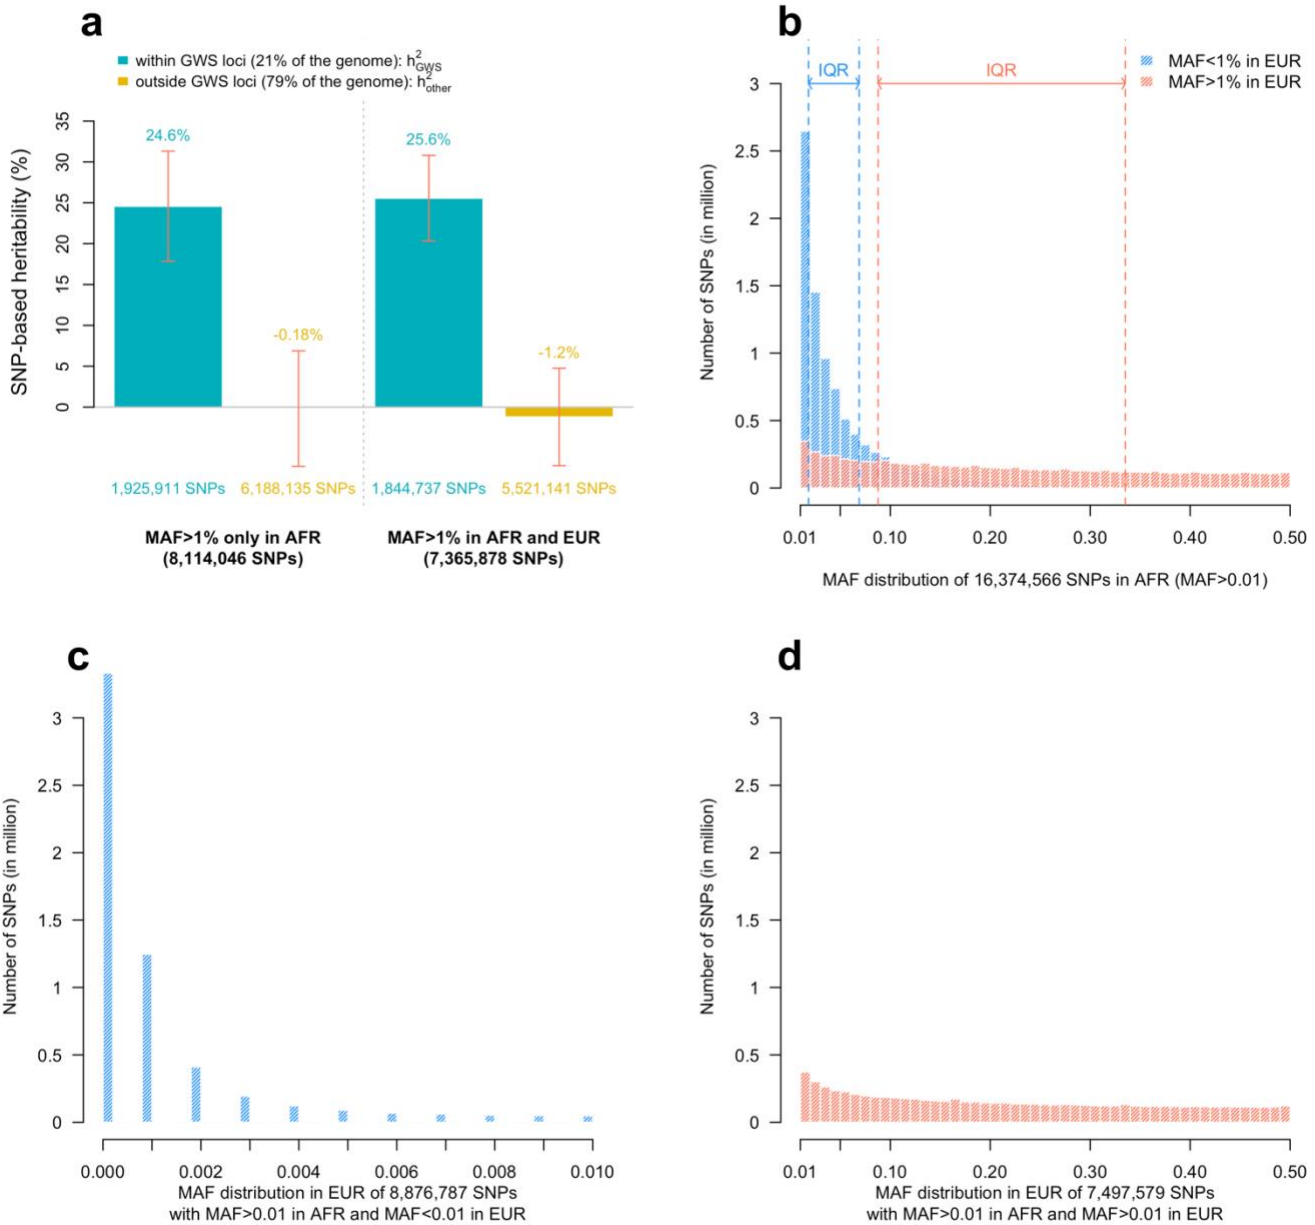 a
within GWS loci (21% of the genome): h²GWS
outside GWS loci (79% of the genome): h²other
SNP-based heritability (%)
35
30
25
20
15
10
5
0
24.6%
-0.18%
25.6%
-1.2%
1,925,911 SNPs 6,188,135 SNPs 1,844,737 SNPs 5,521,141 SNPs
MAF>1% only in AFR
(8,114,046 SNPs)
MAF>1% in AFR and EUR
(7,365,878 SNPs)
b
IQR
IQR
MAF<1% in EUR
MAF>1% in EUR
Number of SNPs (in million)
3
2.5
2
1.5
1
0.5
0
0.01 0.10 0.20 0.30 0.40 0.50
MAF distribution of 16,374,566 SNPs in AFR (MAF>0.01)
c
Number of SNPs (in million)
3
2.5
2
1.5
1
0.5
0
0.000 0.002 0.004 0.006 0.008 0.010
MAF distribution in EUR of 8,876,787 SNPs
with MAF>0.01 in AFR and MAF<0.01 in EUR
d
Number of SNPs (in million)
3
2.5
2
1.5
1
0.5
0
0.01 0.10 0.20 0.30 0.40 0.50
MAF distribution in EUR of 7,497,579 SNPs
with MAF>0.01 in AFR and MAF>0.01 in EUR